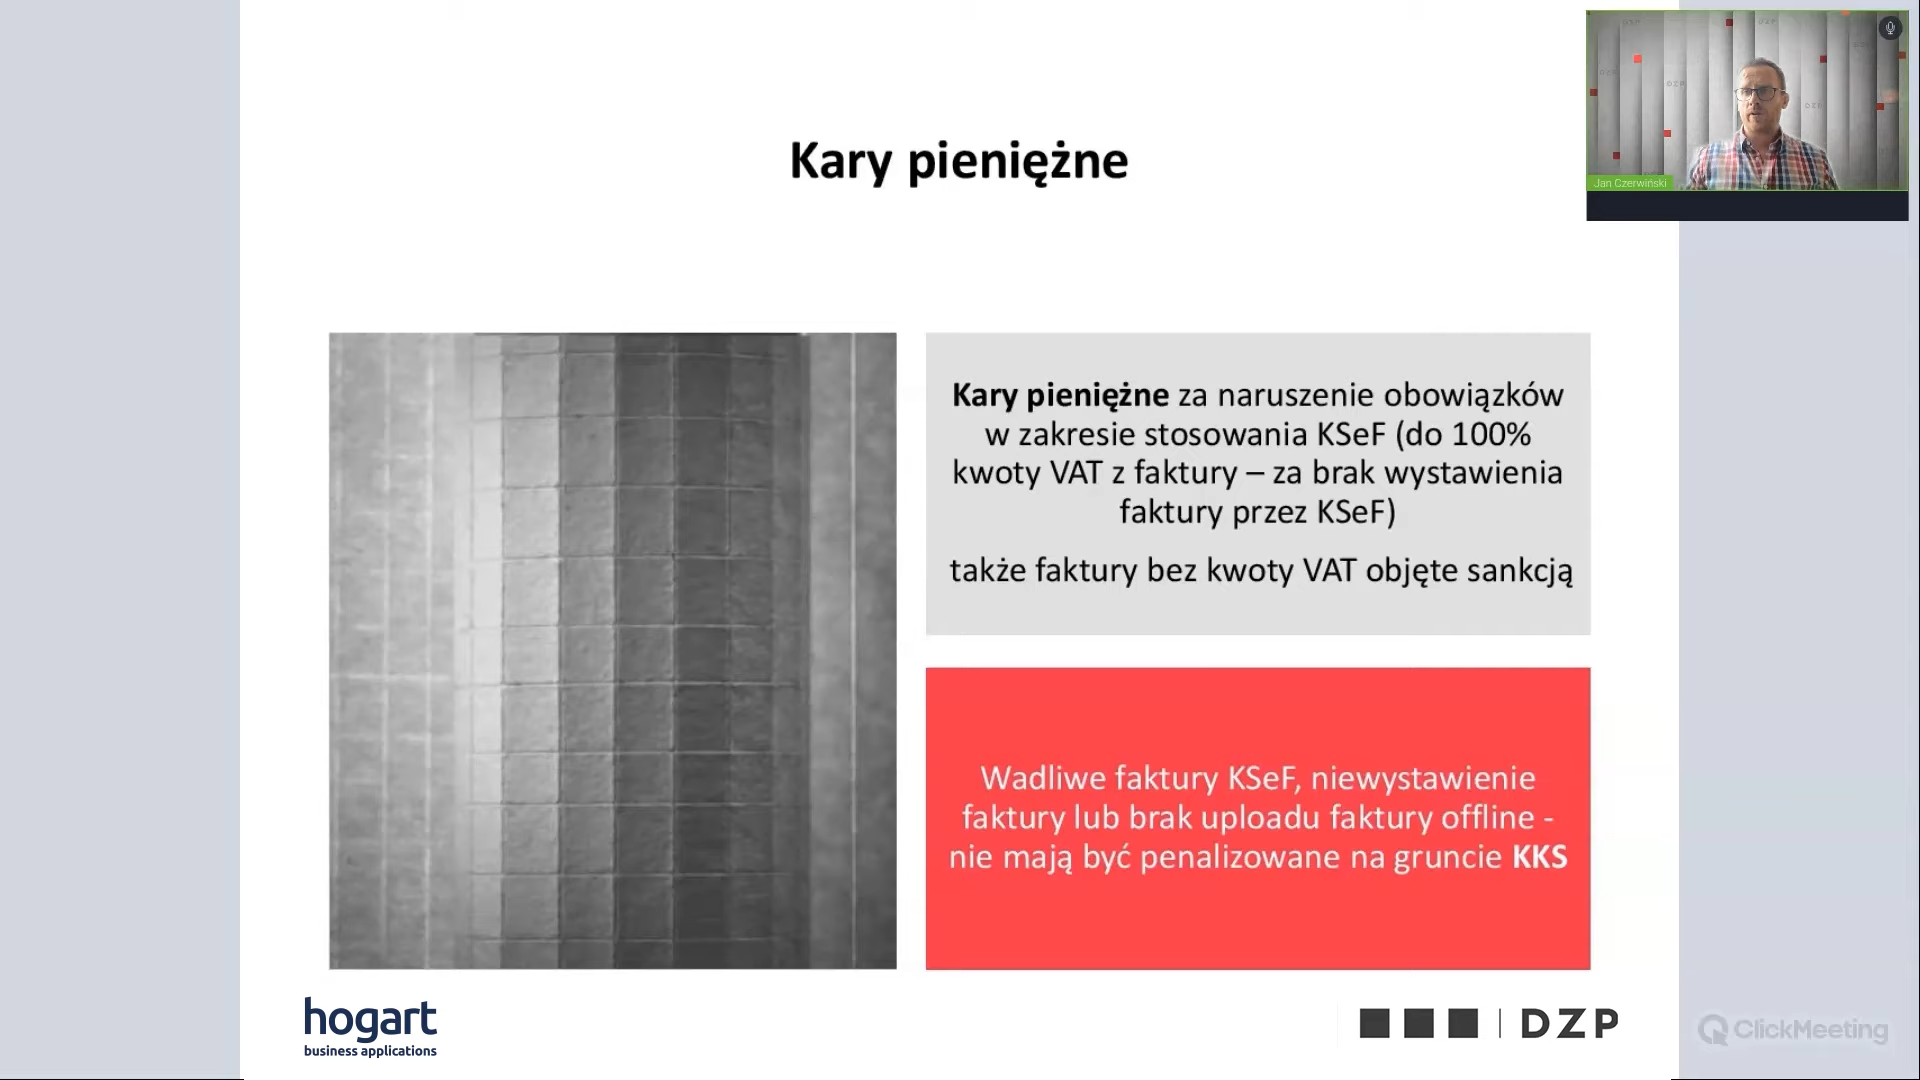 Kary pieniężne
Jan Czerwiński
Kary pieniężne za naruszenie obowiązków
w zakresie stosowania KSeF (do 100%
kwoty VAT z faktury – za brak wystawienia
faktury przez KSeF)
także faktury bez kwoty VAT objęte sankcją
Wadliwe faktury KSeF, niewystawienie
faktury lub brak uploadu faktury offline -
nie mają być penalizowane na gruncie KKS
hogart
business applications
DZP
ClickMeeting